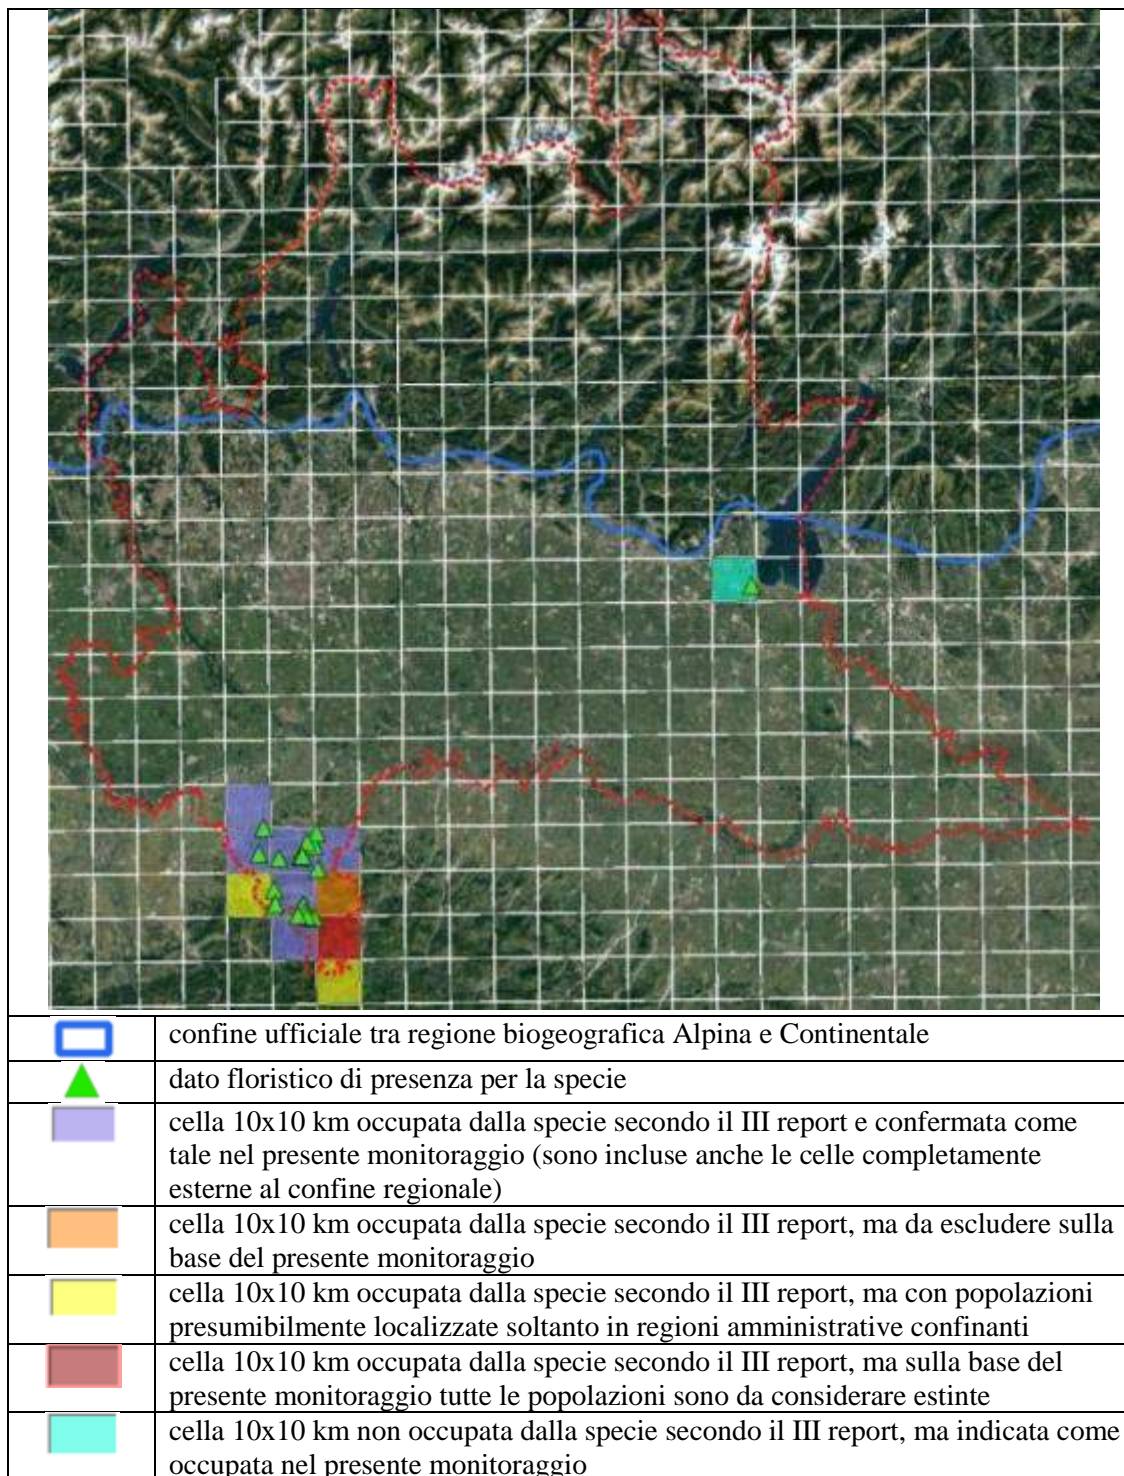 confine ufficiale tra regione biogeografica Alpina e Continentale
dato floristico di presenza per la specie
cella 10x10 km occupata dalla specie secondo il III report e confermata come
tale nel presente monitoraggio (sono incluse anche le celle completamente
esterne al confine regionale)
cella 10x10 km occupata dalla specie secondo il III report, ma da escludere sulla
base del presente monitoraggio
cella 10x10 km occupata dalla specie secondo il III report, ma con popolazioni
presumibilmente localizzate soltanto in regioni amministrative confinanti
cella 10x10 km occupata dalla specie secondo il III report, ma sulla base del
presente monitoraggio tutte le popolazioni sono da considerare estinte
cella 10x10 km non occupata dalla specie secondo il III report, ma indicata come
occupata nel presente monitoraggio